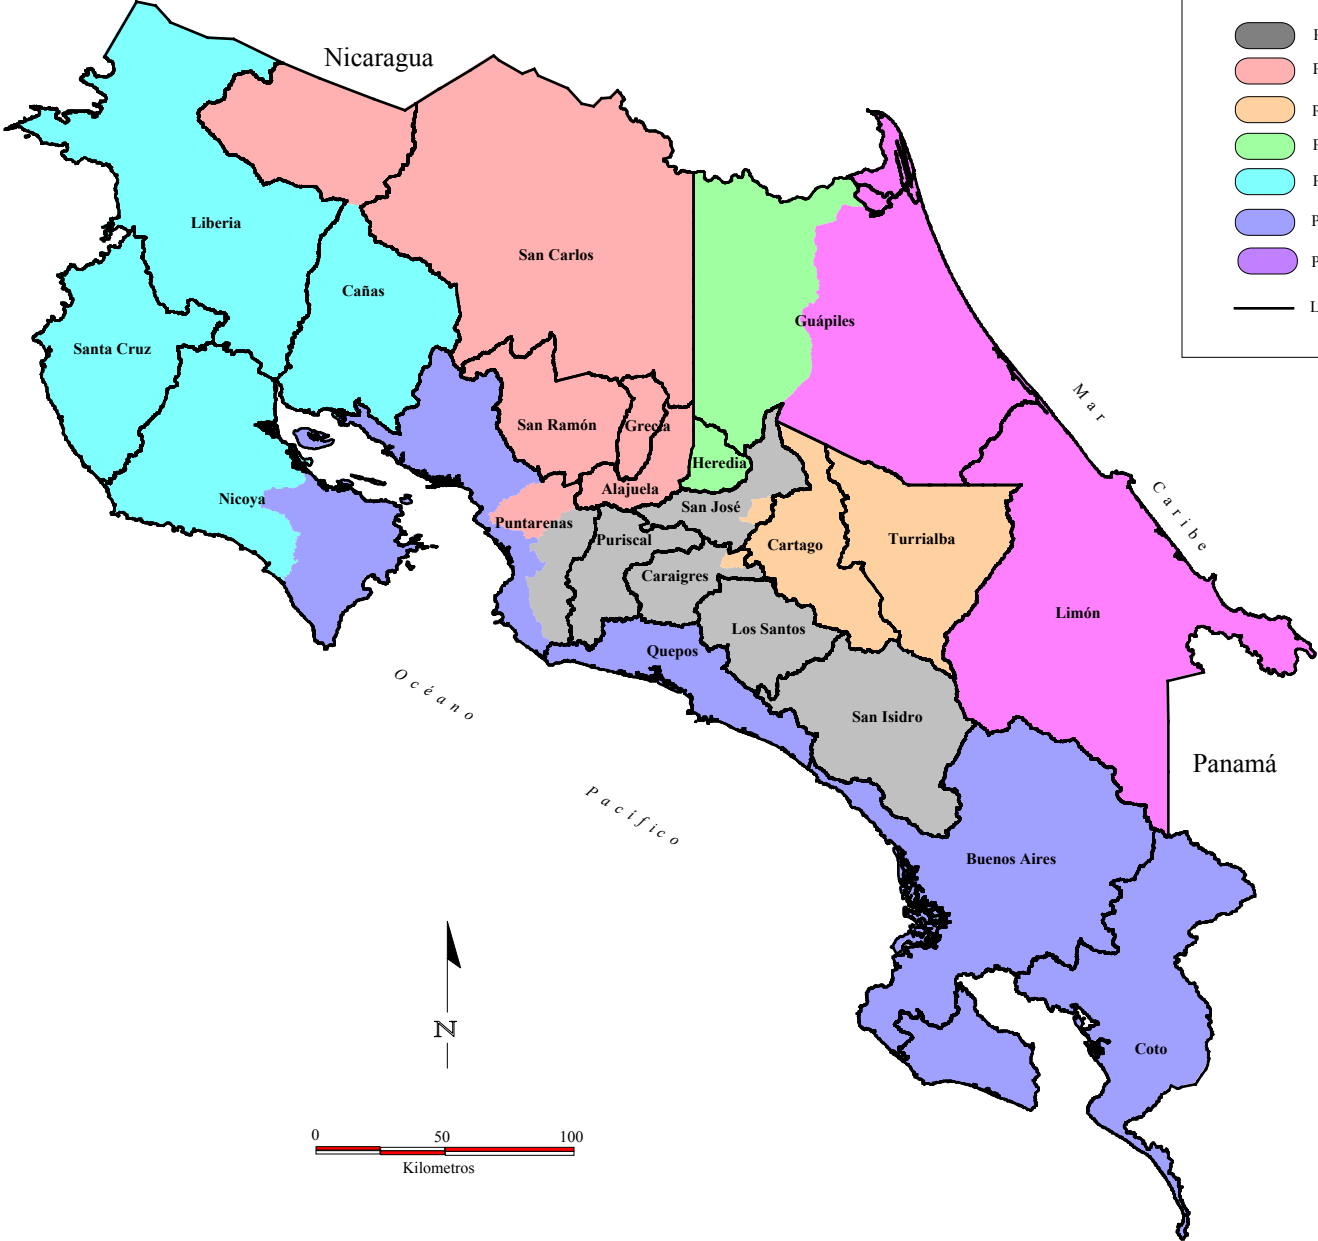 Nicaragua
Liberia
San Carlos
Cañas
Guápiles
Santa Cruz
Mar
Caribe
San Ramón
Grecia
Heredia
Alajuela
Nicoya
San José
Puntarenas
Puriscal
Cartago
Turrialba
Caraigres
Limón
Los Santos
Quepos
Océano
San Isidro
Panamá
Pacífico
Buenos Aires
N
Coto
0 50 100
Kilometros